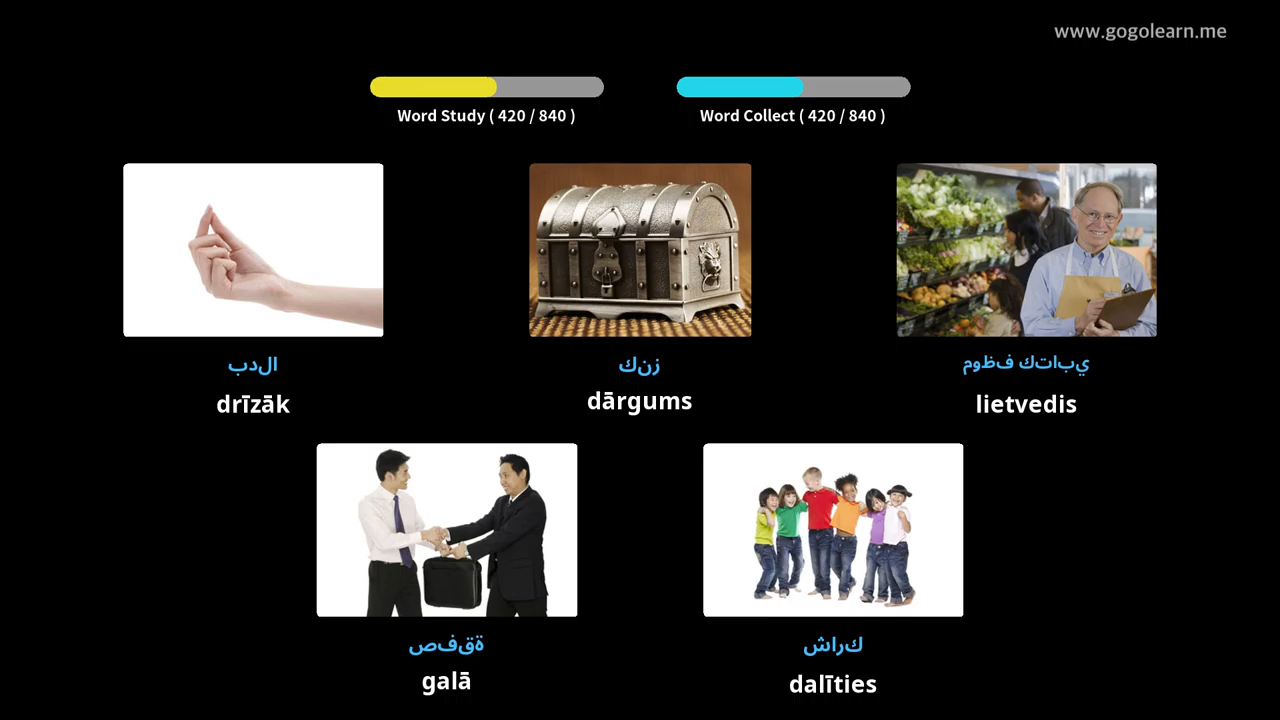 www.gogolearn.me
Word Study ( 420 / 840 )
Word Collect ( 420 / 840 )
الدب
drīzāk
زنك
dārgums
يباتك فظوم
lietvedis
ةقفص
galā
كراش
dalīties